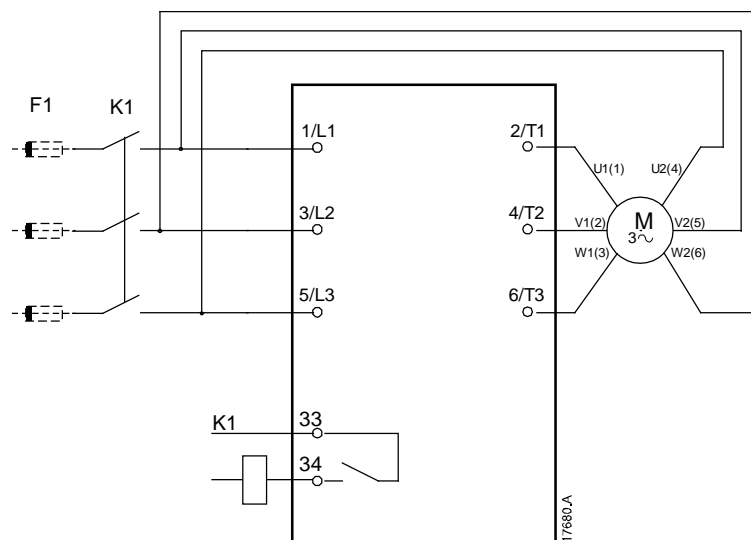 F1
K1
1/L1
2/T1
U1(1)
U2(4)
3/L2
4/T2
V1(2)
M
3~
V2(5)
W1(3)
W2(6)
5/L3
6/T3
K1
33
34
17680.A